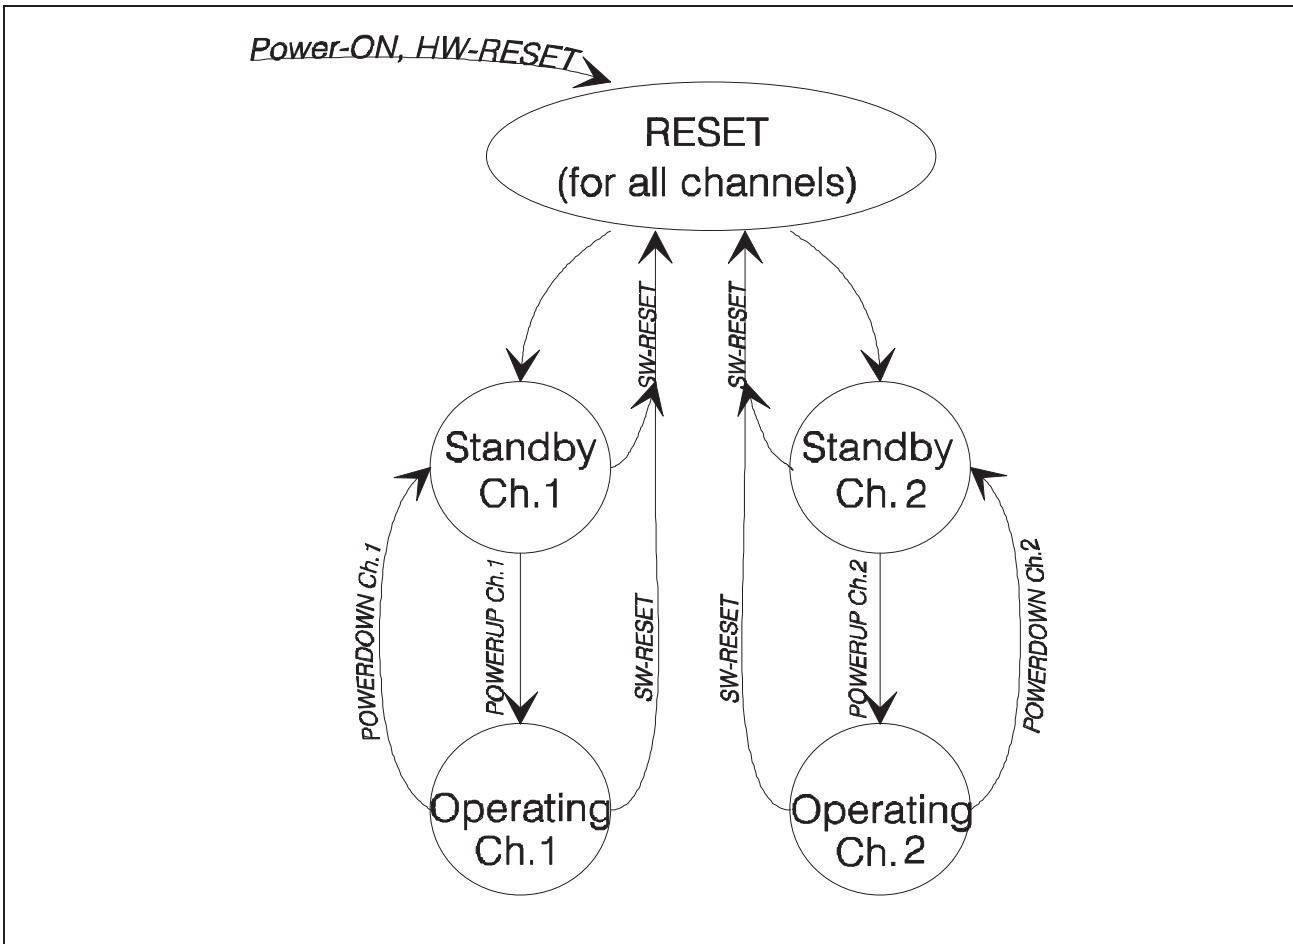 Power-ON, HW-RESET
RESET
(for all channels)
SW-RESET
SW-RESET
Standby
Ch.1
Standby
Ch.2
POWERDOWN Ch.1
POWERUP Ch.1
SW-RESET
SW-RESET
POWERUP Ch.2
POWERDOWN Ch.2
Operating
Ch.1
Operating
Ch.2